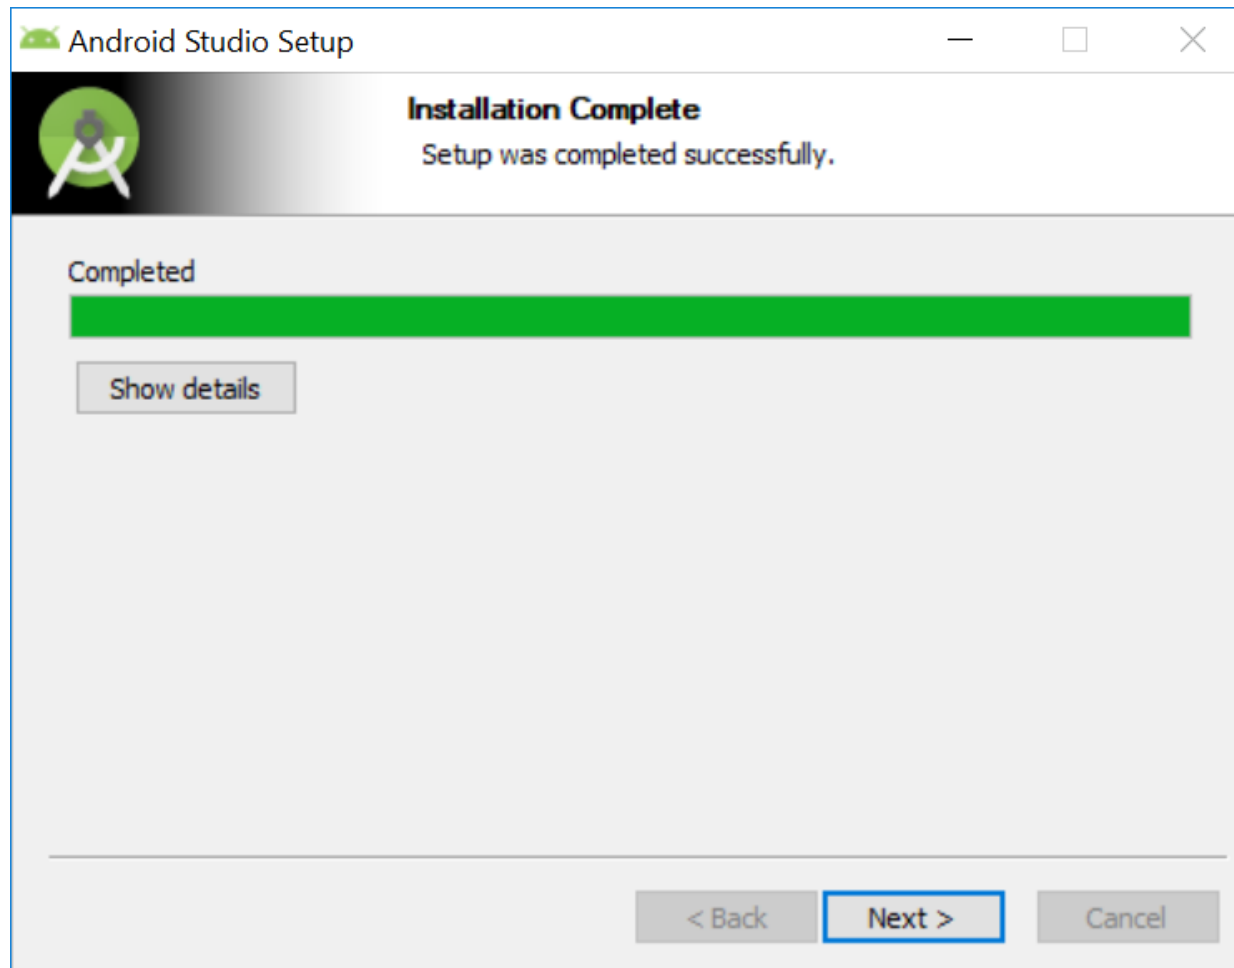 Android Studio Setup
Installation Complete
Setup was completed successfully.
Completed
Show details
< Back
Next >
Cancel